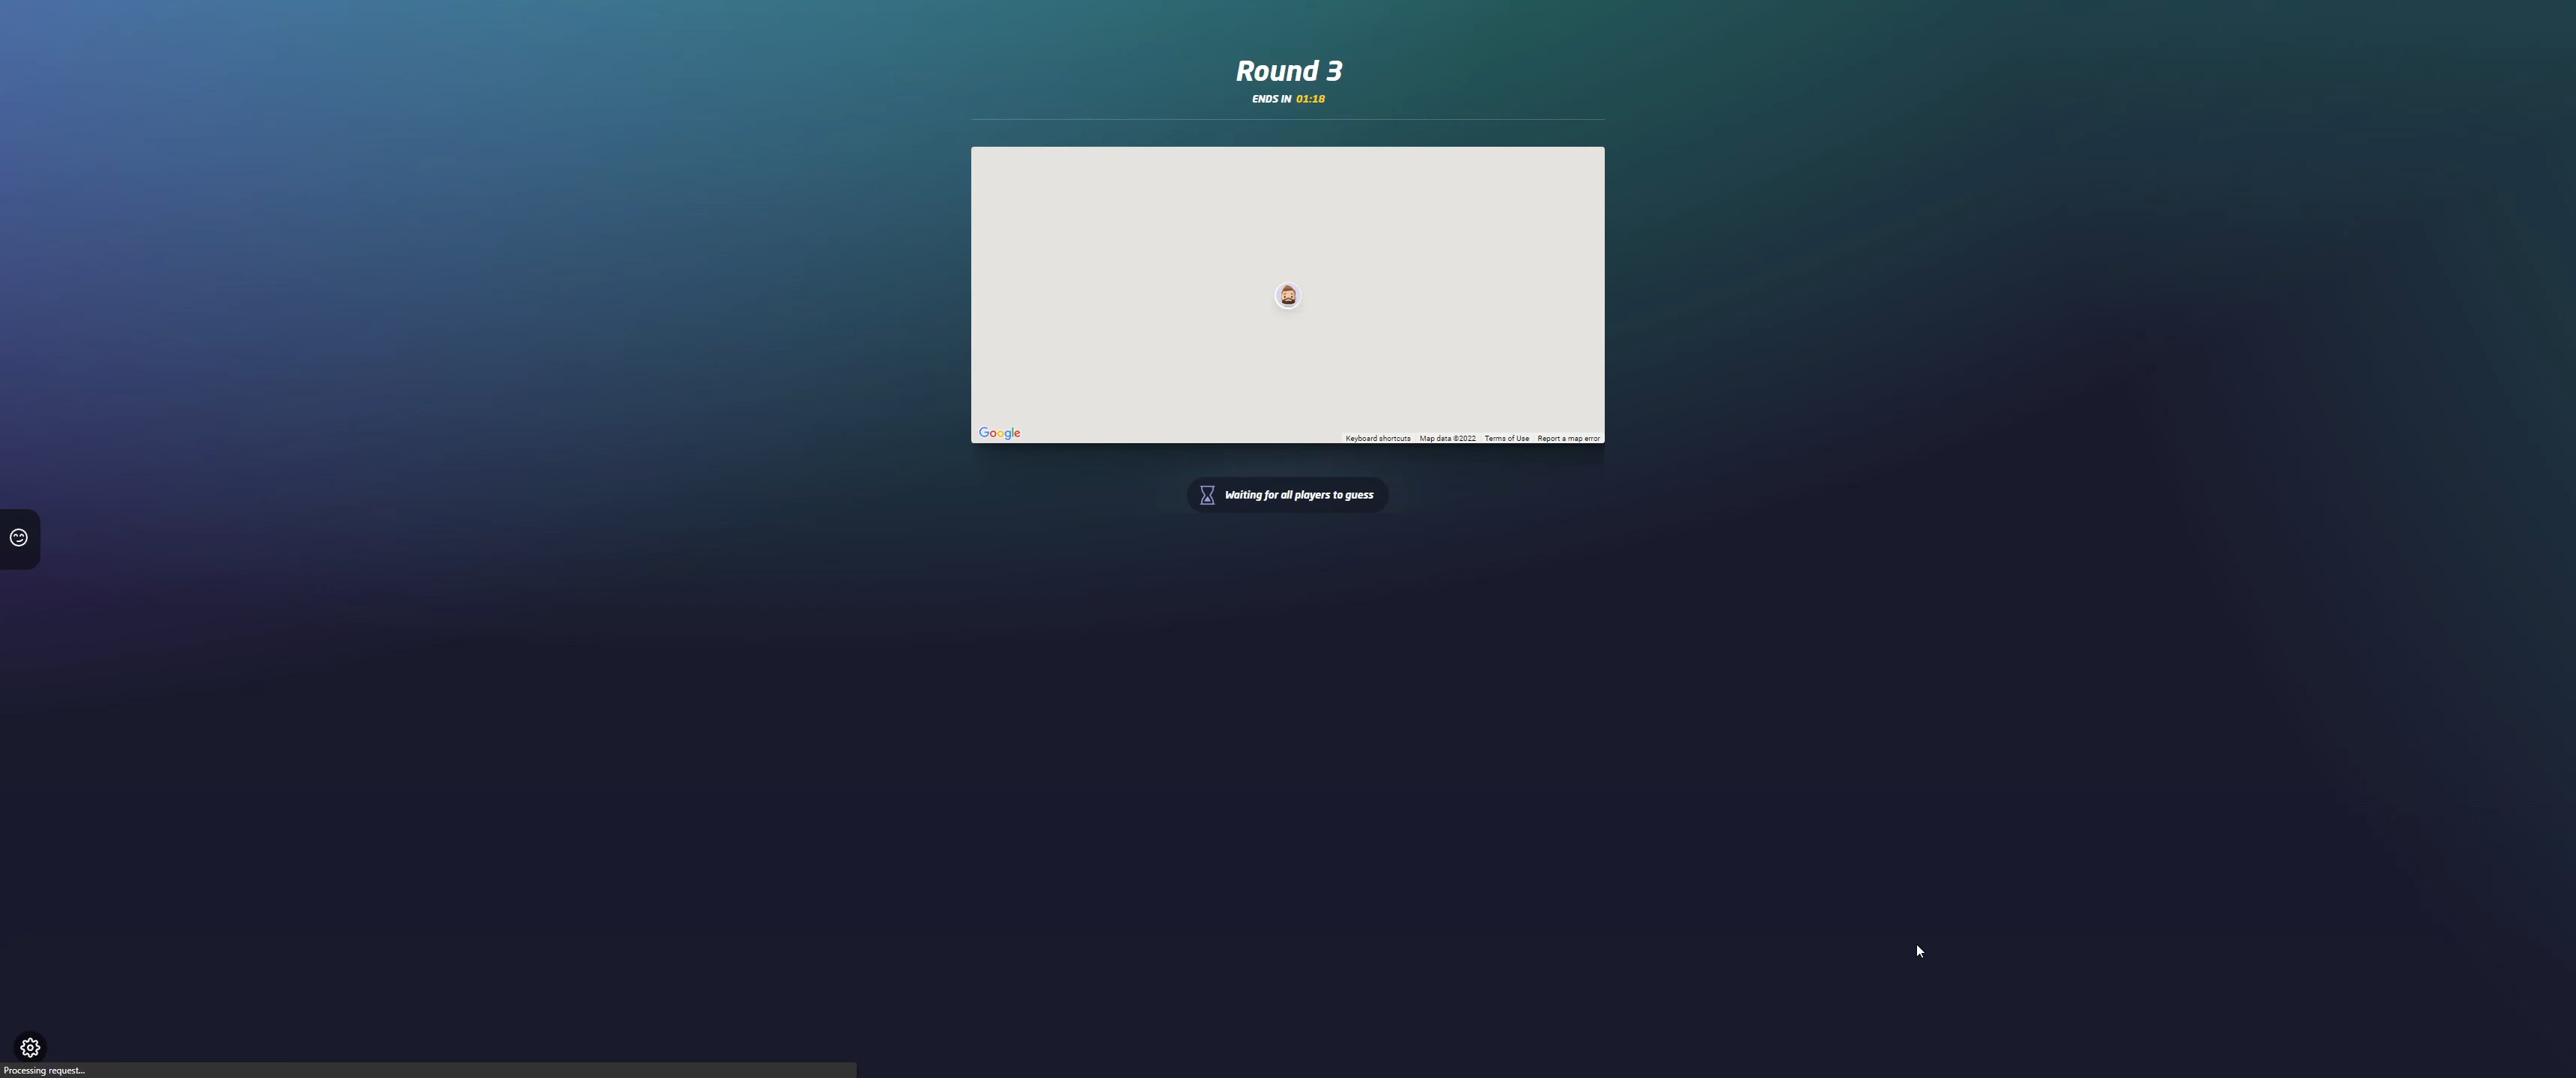 Round 3
ENDS IN 01:18
Google
Keyboard shortcuts Map data ©2022 Terms of Use Report a map error
Waiting for all players to guess
Processing request...